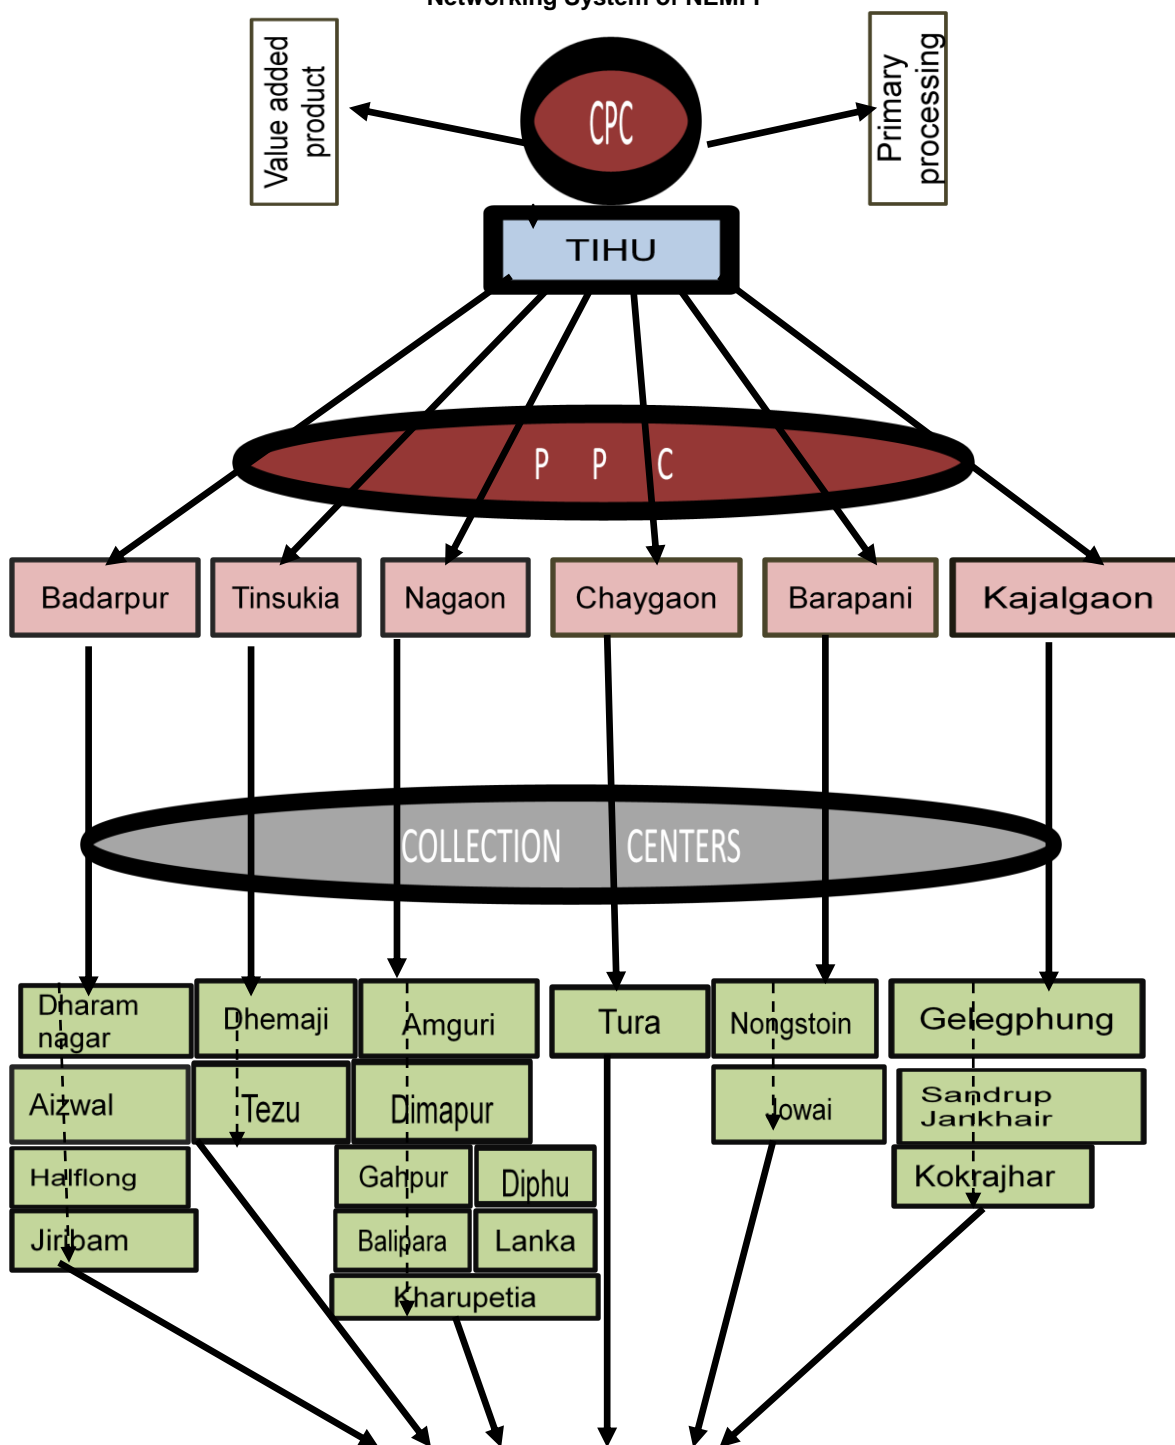 Value added
product
CPC
Primary
processing
TIHU
P P C
Badarpur
Tinsukia
Nagaon
Chaygaon
Barapani
Kajalgaon
COLLECTION CENTERS
Dharam
nagar
Dhemaji
Amguri
Tura
Nongstoin
Gelegphung
Aizwal
Tezu
Dimapur
Jowai
Sandrup
Jankhair
Halflong
Gahpur
Diphu
Kokrajhar
Jiribam
Balipara
Lanka
Kharupetia